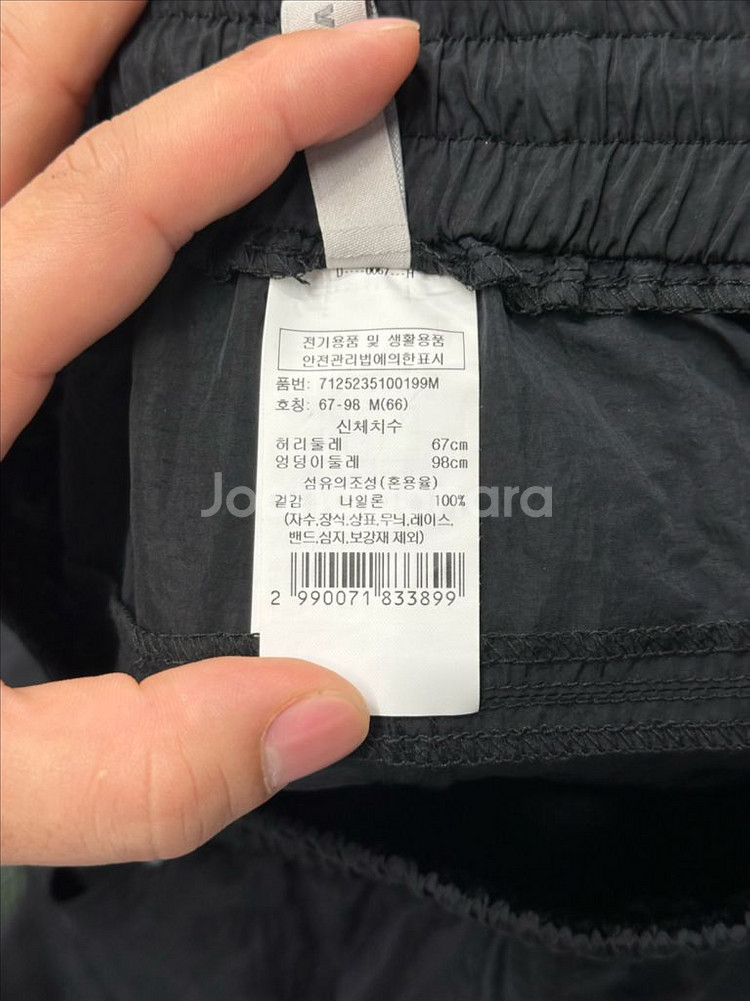 D----0067---H
전기용품 및 생활용품
안전관리법에의한표시
품번: 7125235100199M
호칭: 67-98 M(66)
신체치수
허리둘레 67cm
엉덩이둘레 98cm
섬유의조성(혼용율)
겉감 나일론 100%
(자수,장식,상표,무늬,레이스,
밴드,심지,보강재 제외)
2 990071 833899